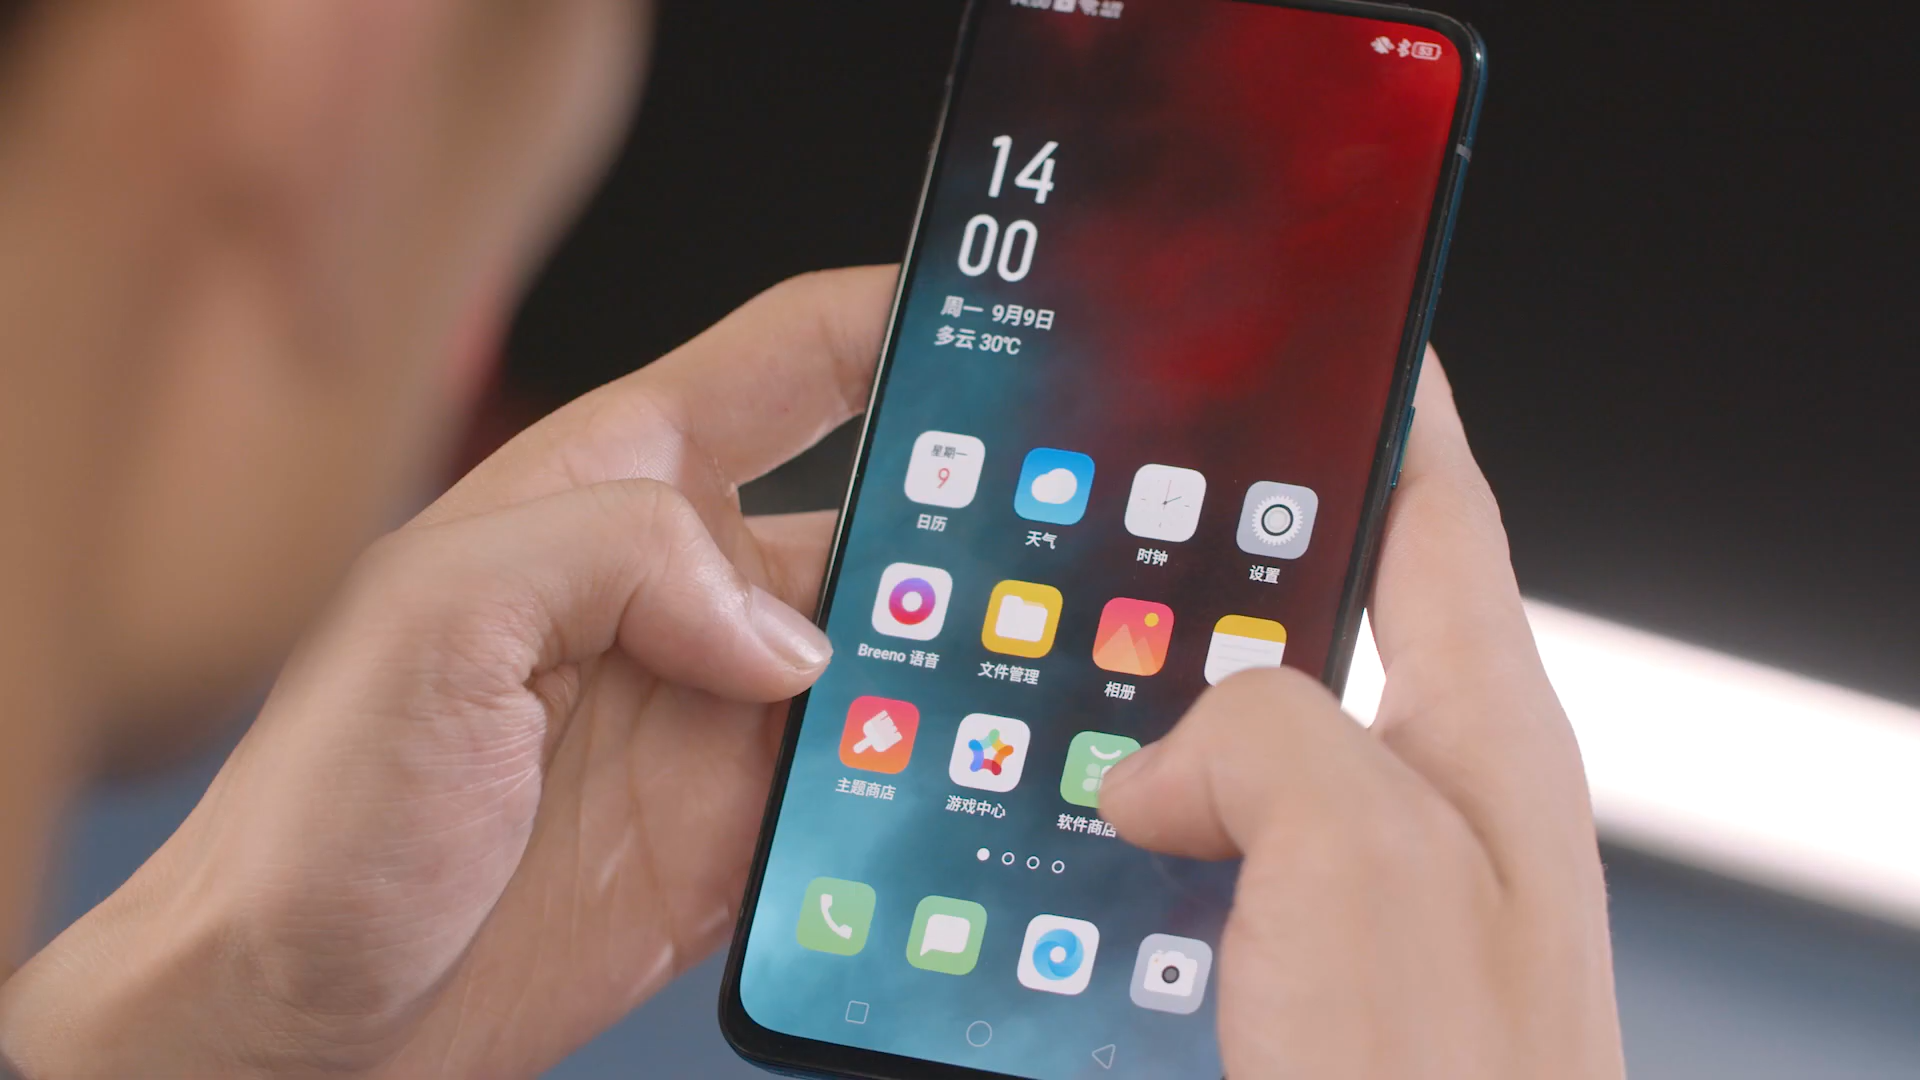 53
14
00
周一 9月9日
多云 30℃
星期一
9
日历
天气
时钟
设置
Breeno 语音
文件管理
相册
主题商店
游戏中心
软件商店